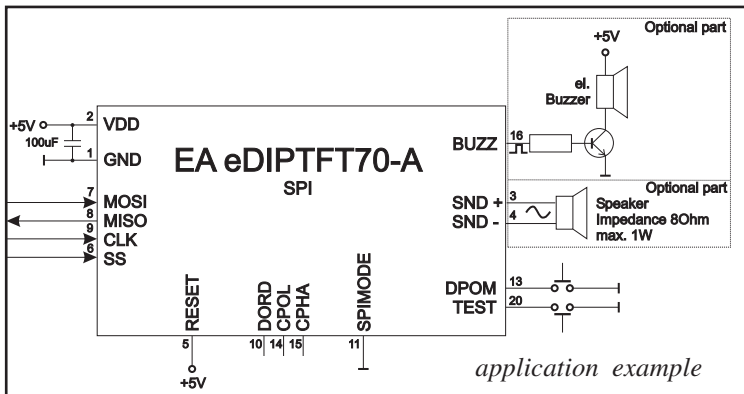 Optional part
+5V
el.
Buzzer
2
+5V
VDD
100uF
1
GND
EA eDIPTFT70-A
SPI
BUZZ
16
7
MOSI
8
MISO
9
CLK
6
SS
Optional part
SND +
3
SND -
4
Speaker
Impedance 8Ohm
max. 1W
DPOM
13
TEST
20
RESET
DORD
CPOL
CPHA
SPIMODE
5
10
14
15
11
+5V
application example